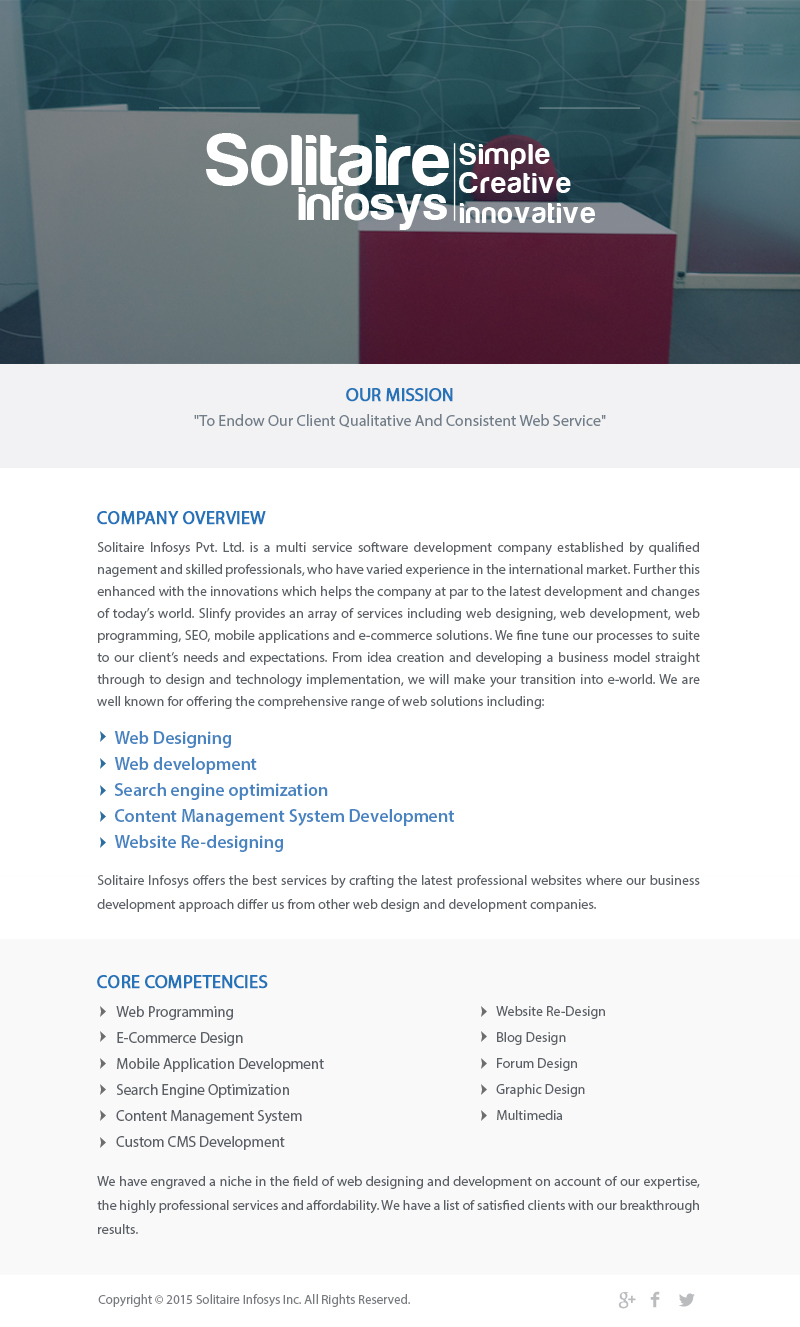 Solitaire
infosys
Simple
Creative
innovative
OUR MISSION
"To Endow Our Client Qualitative And Consistent Web Service"
COMPANY OVERVIEW
Solitaire Infosys Pvt. Ltd. is a multi service software development company established by qualified
nagement and skilled professionals, who have varied experience in the international market. Further this
enhanced with the innovations which helps the company at par to the latest development and changes
of today’s world. Slinfy provides an array of services including web designing, web development, web
programming, SEO, mobile applications and e-commerce solutions. We fine tune our processes to suite
to our client’s needs and expectations. From idea creation and developing a business model straight
through to design and technology implementation, we will make your transition into e-world. We are
well known for offering the comprehensive range of web solutions including:
Web Designing
Web development
Search engine optimization
Content Management System Development
Website Re-designing
Solitaire Infosys offers the best services by crafting the latest professional websites where our business
development approach differ us from other web design and development companies.
CORE COMPETENCIES
Web Programming
E-Commerce Design
Mobile Application Development
Search Engine Optimization
Content Management System
Custom CMS Development
Website Re-Design
Blog Design
Forum Design
Graphic Design
Multimedia
We have engraved a niche in the field of web designing and development on account of our expertise,
the highly professional services and affordability. We have a list of satisfied clients with our breakthrough
results.
Copyright © 2015 Solitaire Infosys Inc. All Rights Reserved.